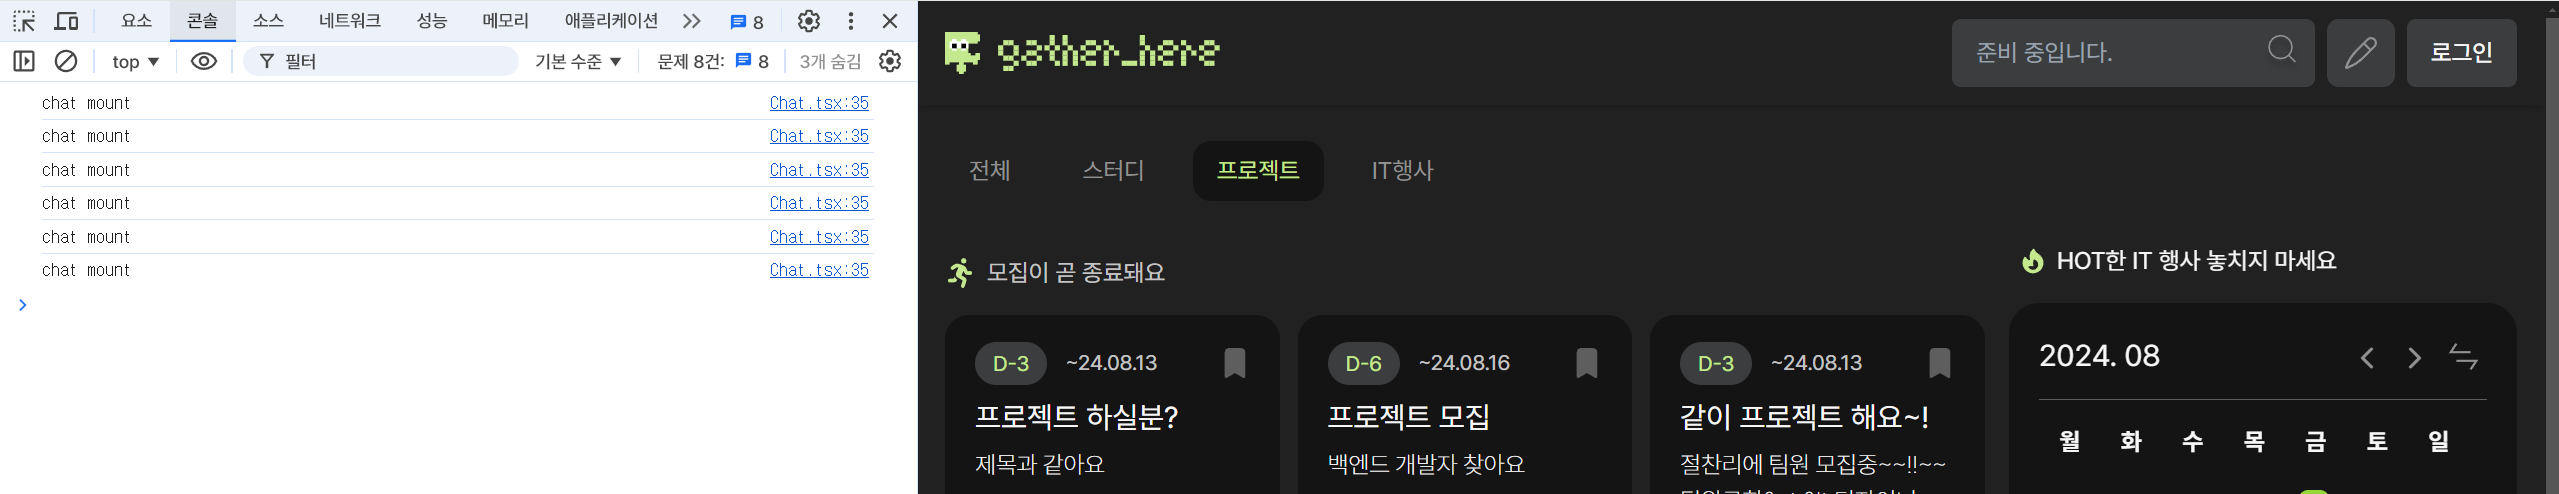 요소 콘솔 소스 네트워크 성능 메모리 애플리케이션 8
top 필터 기본 수준 문제 8건: 8 3개 숨김
chat mount Chat.tsx:35
chat mount Chat.tsx:35
chat mount Chat.tsx:35
chat mount Chat.tsx:35
chat mount Chat.tsx:35
chat mount Chat.tsx:35
gather_here
준비 중입니다.
로그인
전체 스터디 프로젝트 IT행사
모집이 곧 종료돼요
D-3 ~24.08.13
프로젝트 하실분?
제목과 같아요
D-6 ~24.08.16
프로젝트 모집
백엔드 개발자 찾아요
D-3 ~24.08.13
같이 프로젝트 해요~!
절찬리에 팀원 모집중~~!!~~
HOT한 IT 행사 놓치지 마세요
2024. 08
월 화 수 목 금 토 일